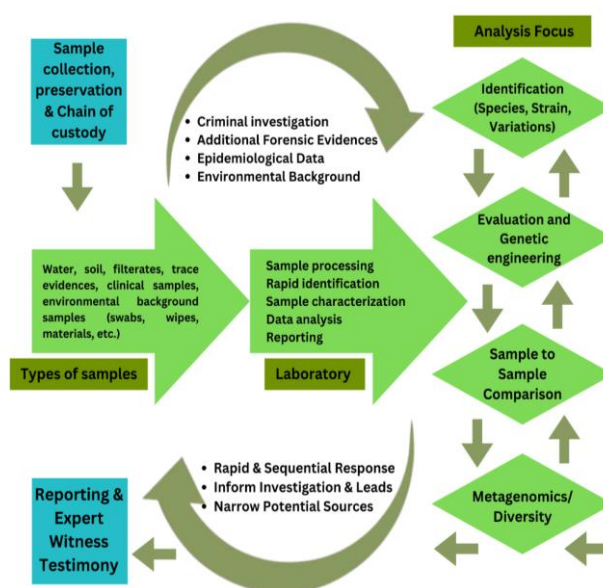 Sample
collection,
preservation
& Chain of
custody
Analysis Focus
Identification
(Species, Strain,
Variations)
• Criminal investigation
• Additional Forensic Evidences
• Epidemiological Data
• Environmental Background
Evaluation and
Genetic
engineering
Water, soil, filterates, trace
evidences, clinical samples,
environmental background
samples (swabs, wipes,
materials, etc.)
Types of samples
Sample processing
Rapid identification
Sample characterization
Data analysis
Reporting
Laboratory
Sample to
Sample
Comparison
• Rapid & Sequential Response
• Inform Investigation & Leads
• Narrow Potential Sources
Metagenomics/
Diversity
Reporting &
Expert
Witness
Testimony